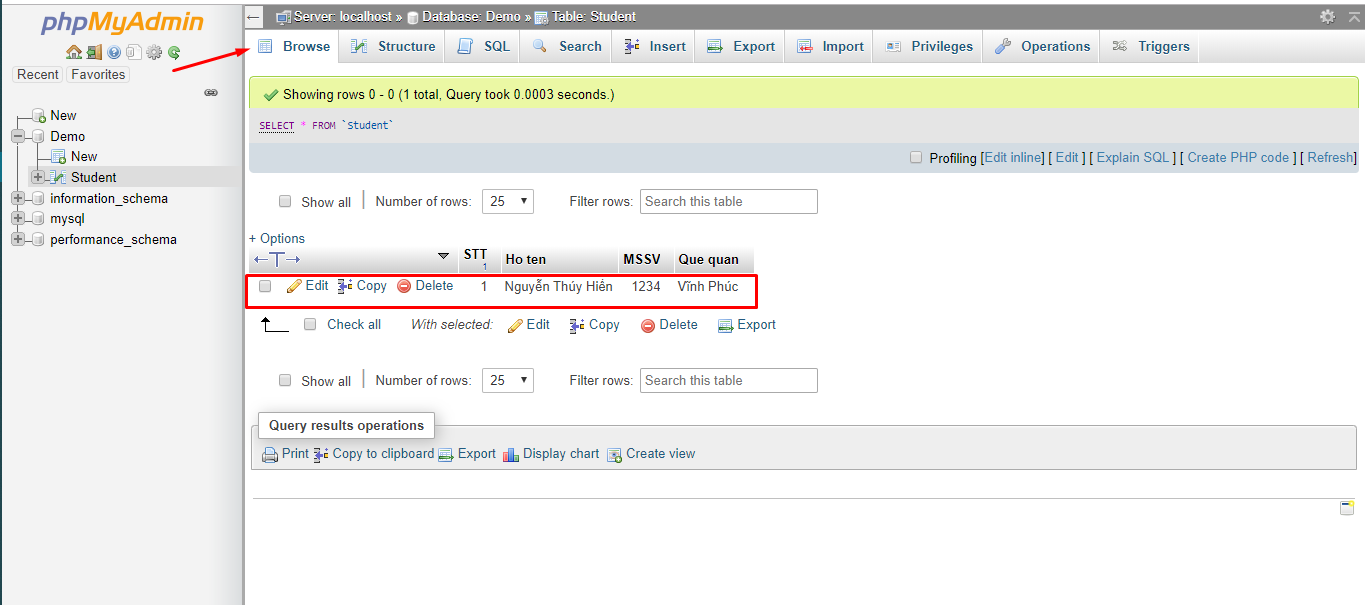 phpMyAdmin
Recent Favorites
New
Demo
New
Student
information_schema
mysql
performance_schema
Server: localhost » Database: Demo » Table: Student
Browse Structure SQL Search Insert Export Import Privileges Operations Triggers
Showing rows 0 - 0 (1 total, Query took 0.0003 seconds.)
SELECT * FROM `Student`
Profiling [Edit inline] [ Edit ] [ Explain SQL ] [ Create PHP code ] [ Refresh]
Show all Number of rows: 25 Filter rows: Search this table
+ Options
←T→ STT 1 Ho ten MSSV Que quan
Edit Copy Delete 1 Nguyễn Thúy Hiền 1234 Vĩnh Phúc
Check all With selected: Edit Copy Delete Export
Show all Number of rows: 25 Filter rows: Search this table
Query results operations
Print Copy to clipboard Export Display chart Create view